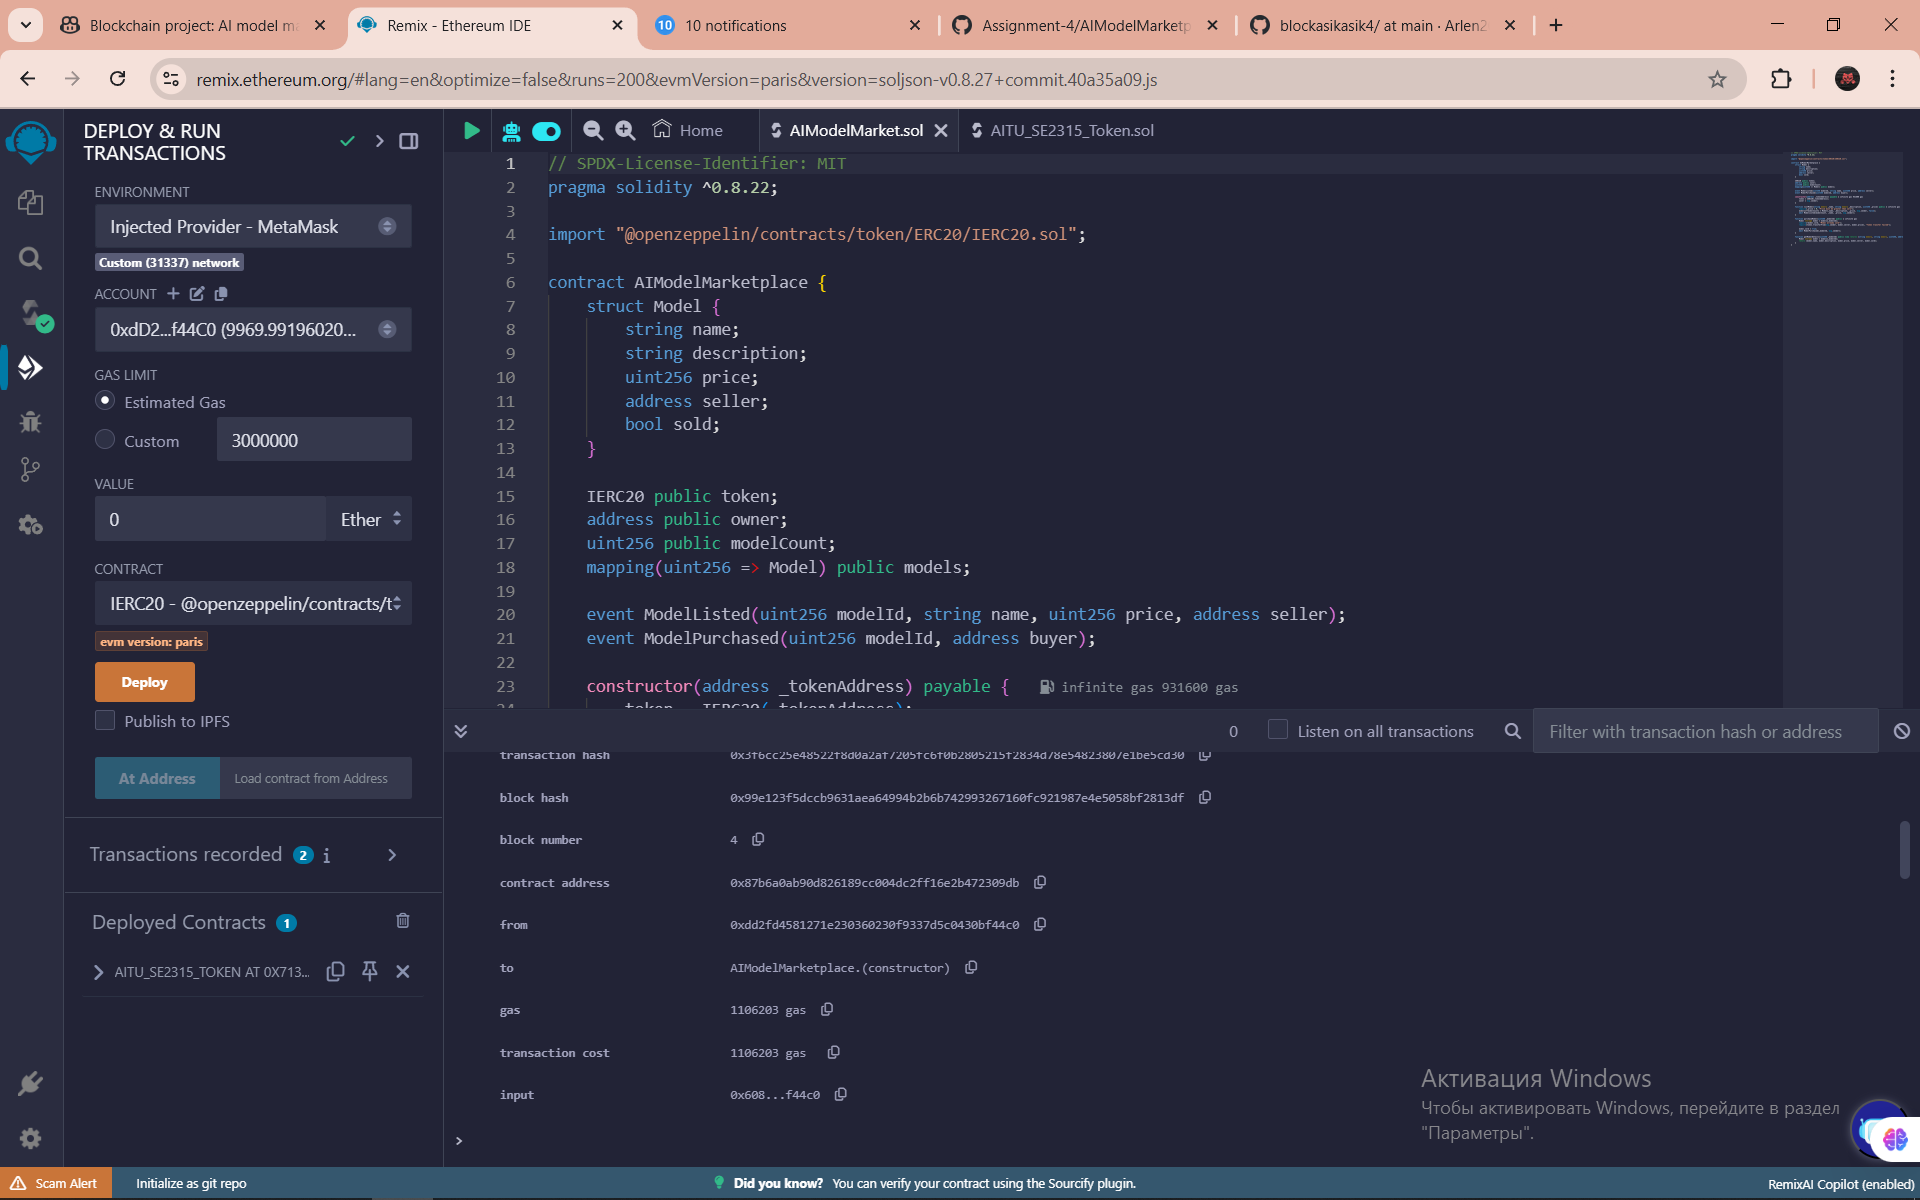 Blockchain project: AI model ma
Remix - Ethereum IDE
10
10 notifications
Assignment-4/AIModelMarketp
blockasikasik4/ at main · Arlen2
remix.ethereum.org/#lang=en&optimize=false&runs=200&evmVersion=paris&version=soljson-v0.8.27+commit.40a35a09.js
DEPLOY & RUN
TRANSACTIONS
ENVIRONMENT
Injected Provider - MetaMask
Custom (31337) network
ACCOUNT
0xdD2...f44C0 (9969.99196020...
GAS LIMIT
Estimated Gas
Custom
3000000
VALUE
0
Ether
CONTRACT
IERC20 - @openzeppelin/contracts/t
evm version: paris
Deploy
Publish to IPFS
At Address
Load contract from Address
Transactions recorded 2 i
Deployed Contracts 1
AITU_SE2315_TOKEN AT 0X713...
Home
AIModelMarket.sol
AITU_SE2315_Token.sol
1 // SPDX-License-Identifier: MIT
2 pragma solidity ^0.8.22;
3
4 import "@openzeppelin/contracts/token/ERC20/IERC20.sol";
5
6 contract AIModelMarketplace {
7 struct Model {
8 string name;
9 string description;
10 uint256 price;
11 address seller;
12 bool sold;
13 }
14
15 IERC20 public token;
16 address public owner;
17 uint256 public modelCount;
18 mapping(uint256 => Model) public models;
19
20 event ModelListed(uint256 modelId, string name, uint256 price, address seller);
21 event ModelPurchased(uint256 modelId, address buyer);
22
23 constructor(address _tokenAddress) payable { infinite gas 931600 gas
24 token = IERC20(_tokenAddress);
0
Listen on all transactions
Filter with transaction hash or address
transaction hash 0x3f6cc25e48522f8d0a2af7205fc6f0b2805215f2834d78e54823807e1be5cd30
block hash 0x99e123f5dccb9631aea64994b2b6b742993267160fc921987e4e5058bf2813df
block number 4
contract address 0x87b6a0ab90d826189cc004dc2ff16e2b472309db
from 0xdd2fd4581271e230360230f9337d5c0430bf44c0
to AIModelMarketplace.(constructor)
gas 1106203 gas
transaction cost 1106203 gas
input 0x608...f44c0
>
Активация Windows
Чтобы активировать Windows, перейдите в раздел
"Параметры".
Scam Alert
Initialize as git repo
Did you know? You can verify your contract using the Sourcify plugin.
RemixAI Copilot (enabled)